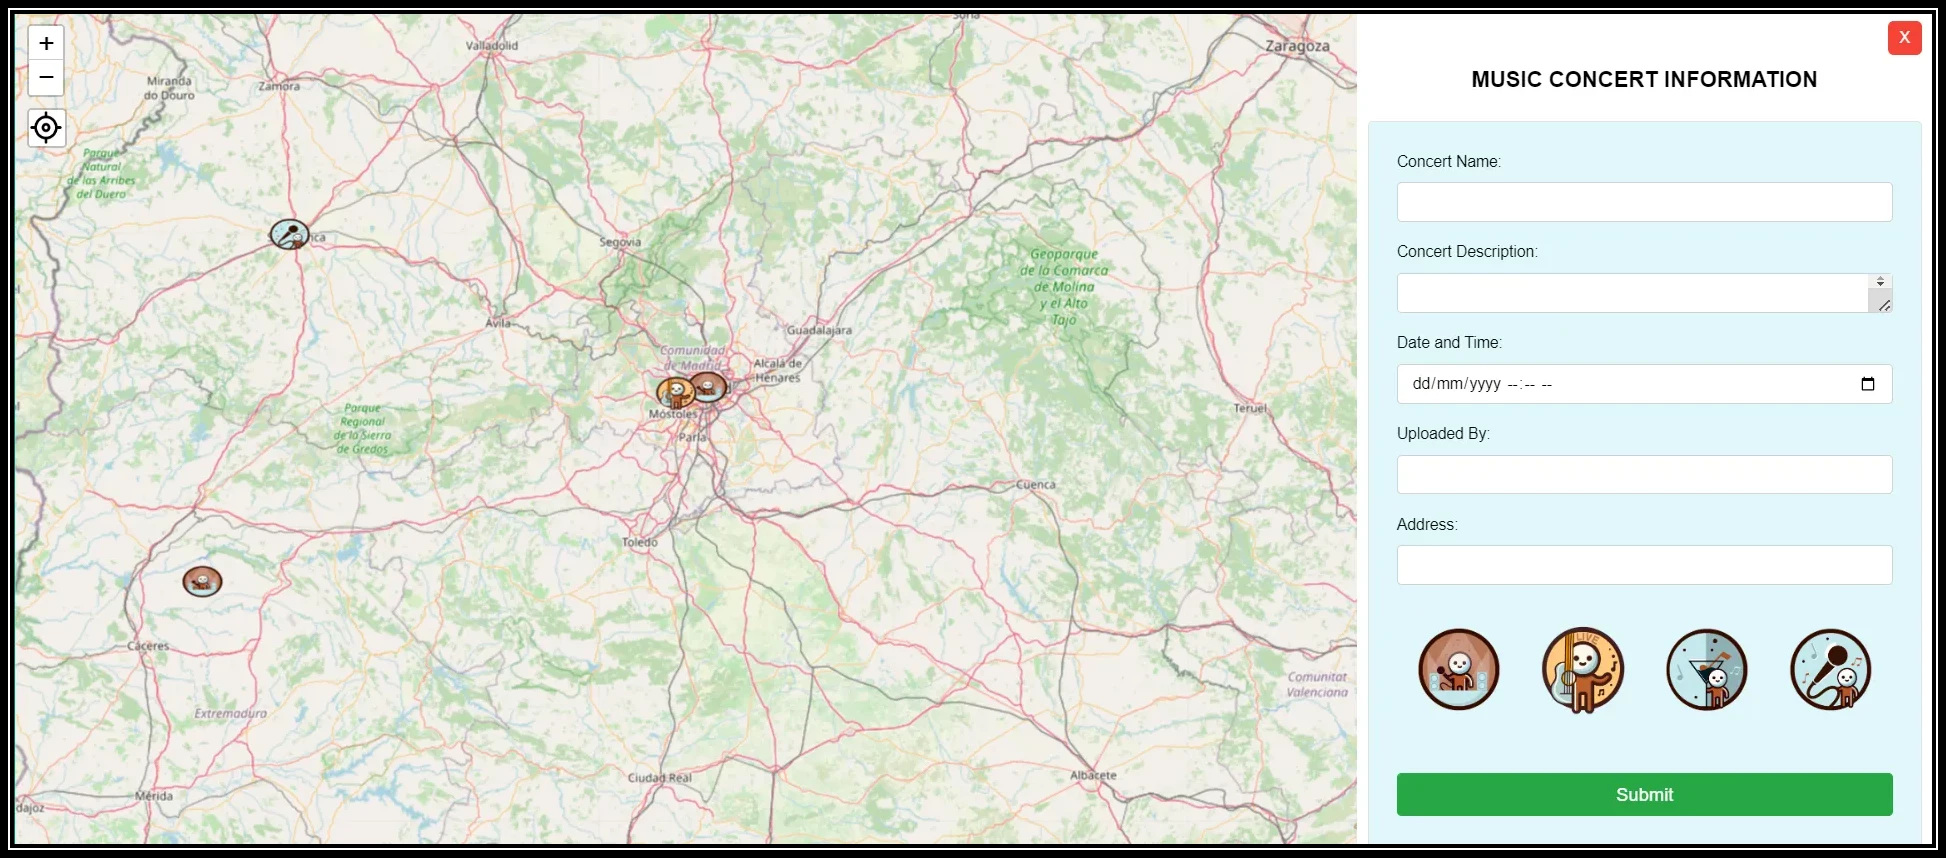 +
−
Soria
Valladolid
Zaragoza
Miranda
do Douro
Zamora
Parque
Natural
de las Arribes
del Duero
Segovia
Geoparque
de la Comarca
de Molina
y el Alto
Tajo
Ávila
Guadalajara
Comunidad
de Madrid
Alcalá de
Henares
Móstoles
Parla
Parque
Regional
de la Sierra
de Gredos
Teruel
Cuenca
Toledo
Cáceres
Extremadura
Comunitat
Valenciana
Ciudad Real
Albacete
Mérida
dajoz
X
MUSIC CONCERT INFORMATION
Concert Name:
Concert Description:
Date and Time:
dd/mm/yyyy --:-- --
Uploaded By:
Address:
LIVE
Submit